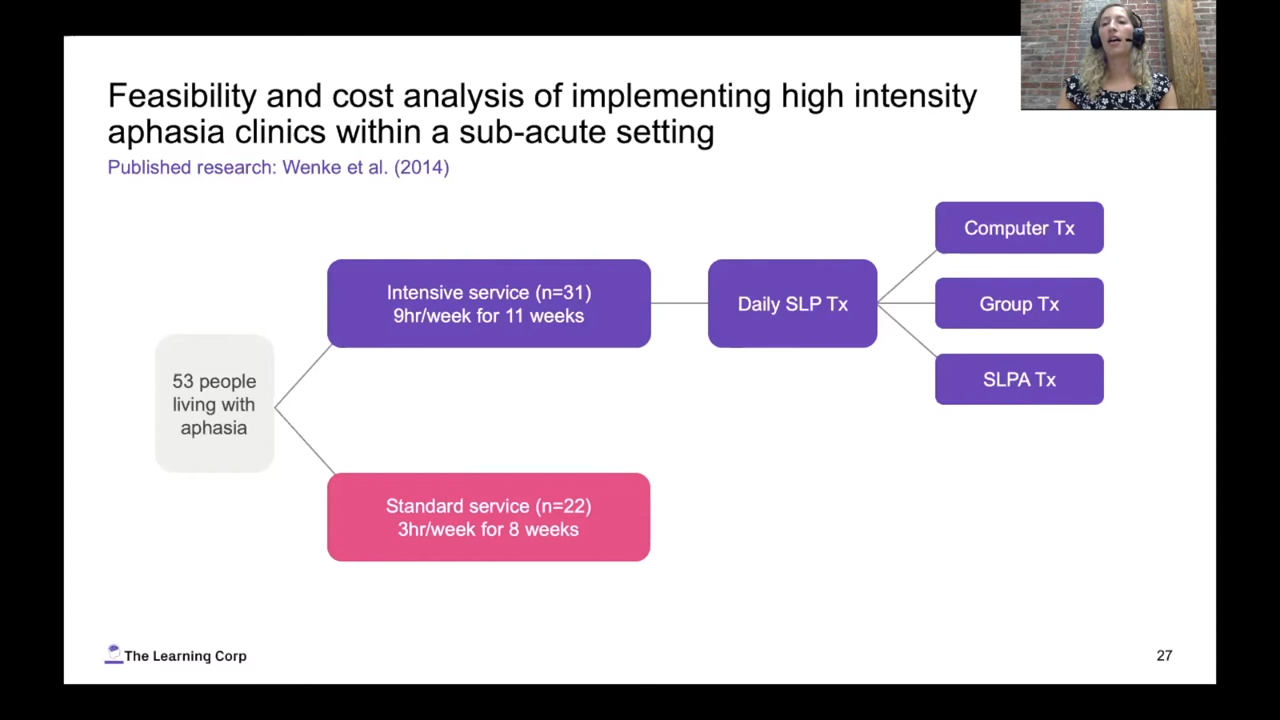 Feasibility and cost analysis of implementing high intensity
aphasia clinics within a sub-acute setting
Published research: Wenke et al. (2014)
53 people
living with
aphasia
Intensive service (n=31)
9hr/week for 11 weeks
Daily SLP Tx
Computer Tx
Group Tx
SLPA Tx
Standard service (n=22)
3hr/week for 8 weeks
The Learning Corp
27